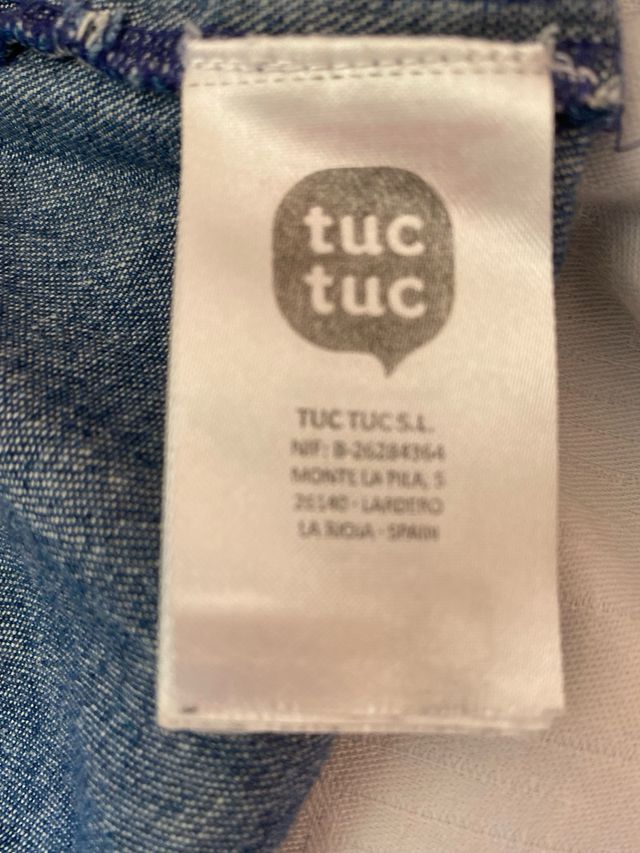 tuc
tuc
TUC TUC S.L.
NIF: B-26284364
MONTE LA PILA, 5
26140 - LARDERO
LA RIOJA - SPAIN